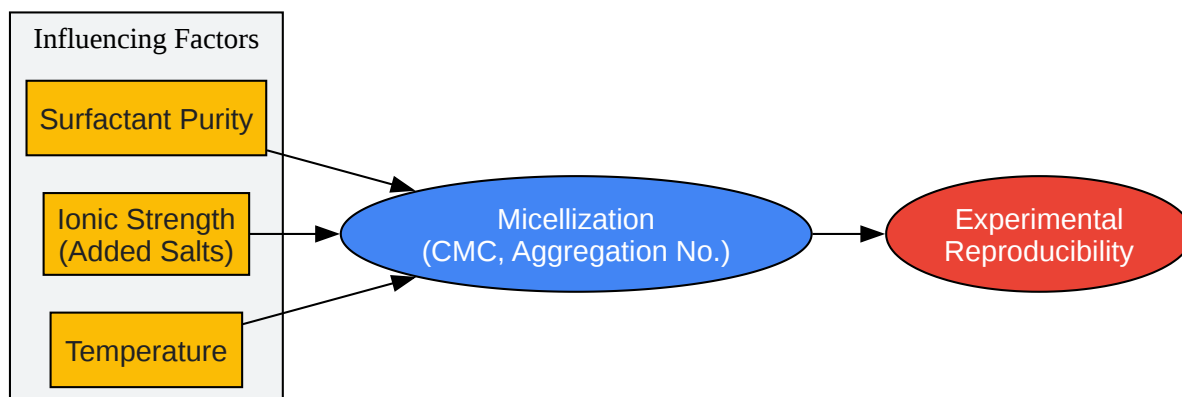 Influencing Factors
Surfactant Purity
Ionic Strength
(Added Salts)
Temperature
Micellization
(CMC, Aggregation No.)
Experimental
Reproducibility